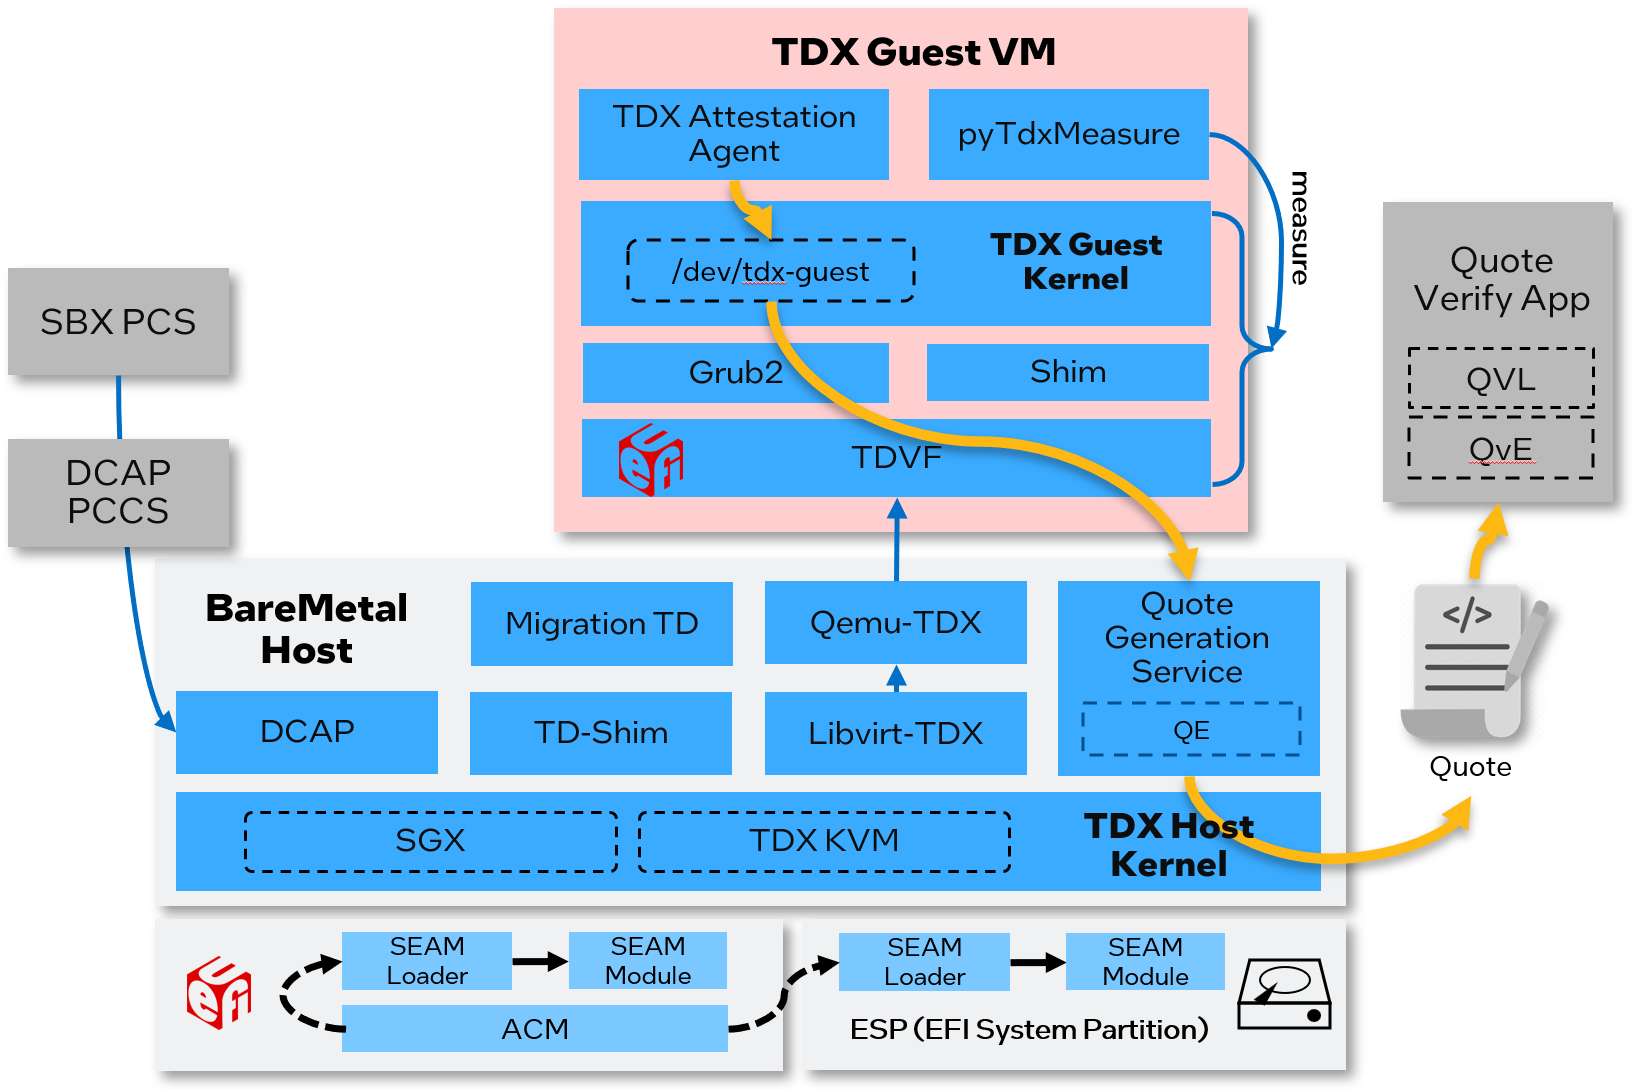 TDX Guest VM
TDX Attestation
Agent
pyTdxMeasure
measure
/dev/tdx-guest
TDX Guest
Kernel
Grub2
Shim
uefi
TDVF
SBX PCS
DCAP
PCCS
Quote
Verify App
QVL
QvE
BareMetal
Host
Migration TD
Qemu-TDX
Quote
Generation
Service
QE
DCAP
TD-Shim
Libvirt-TDX
</>
Quote
SGX
TDX KVM
TDX Host
Kernel
uefi
SEAM
Loader
SEAM
Module
ACM
SEAM
Loader
SEAM
Module
ESP (EFI System Partition)